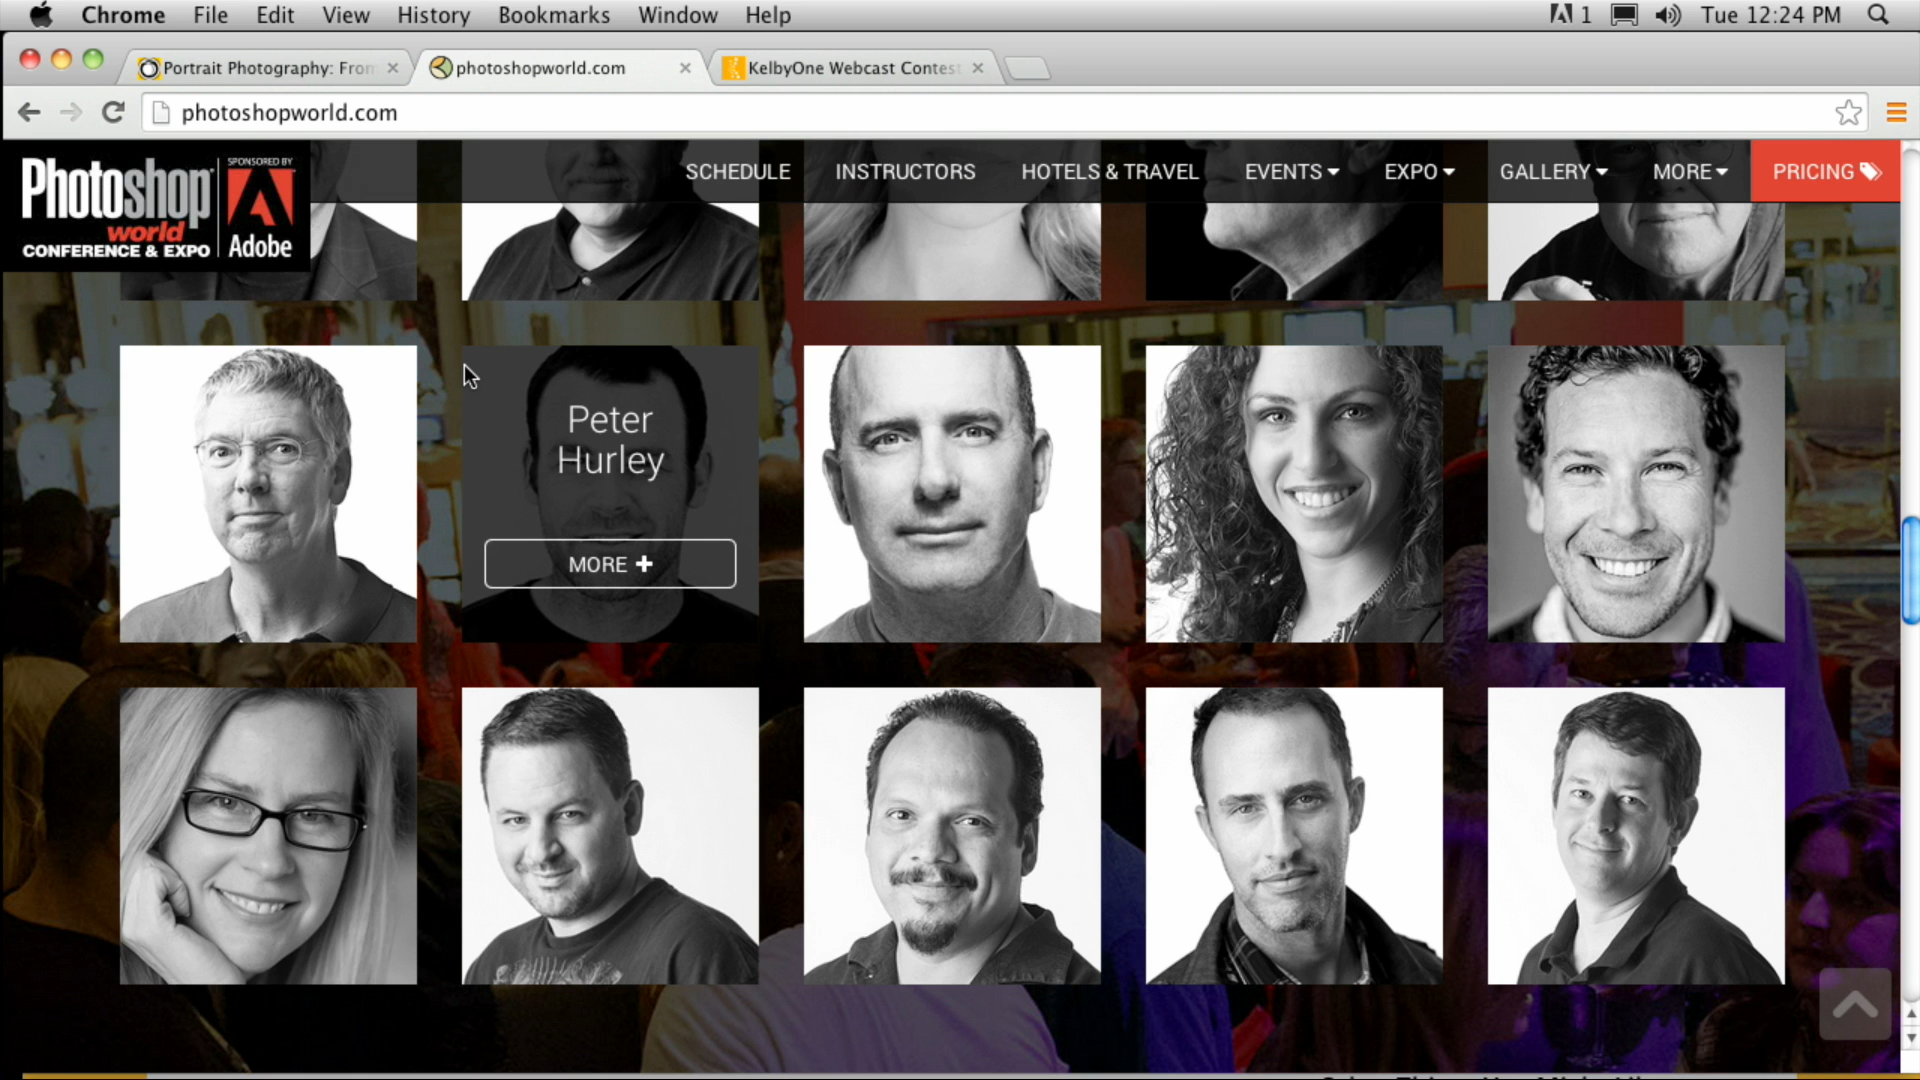 Chrome File Edit View History Bookmarks Window Help
1 Tue 12:24 PM
Portrait Photography: From
photoshopworld.com
KelbyOne Webcast Contest
photoshopworld.com
Photoshop
world
CONFERENCE & EXPO
SPONSORED BY
Adobe
SCHEDULE INSTRUCTORS HOTELS & TRAVEL EVENTS EXPO GALLERY MORE PRICING
Peter
Hurley
MORE +